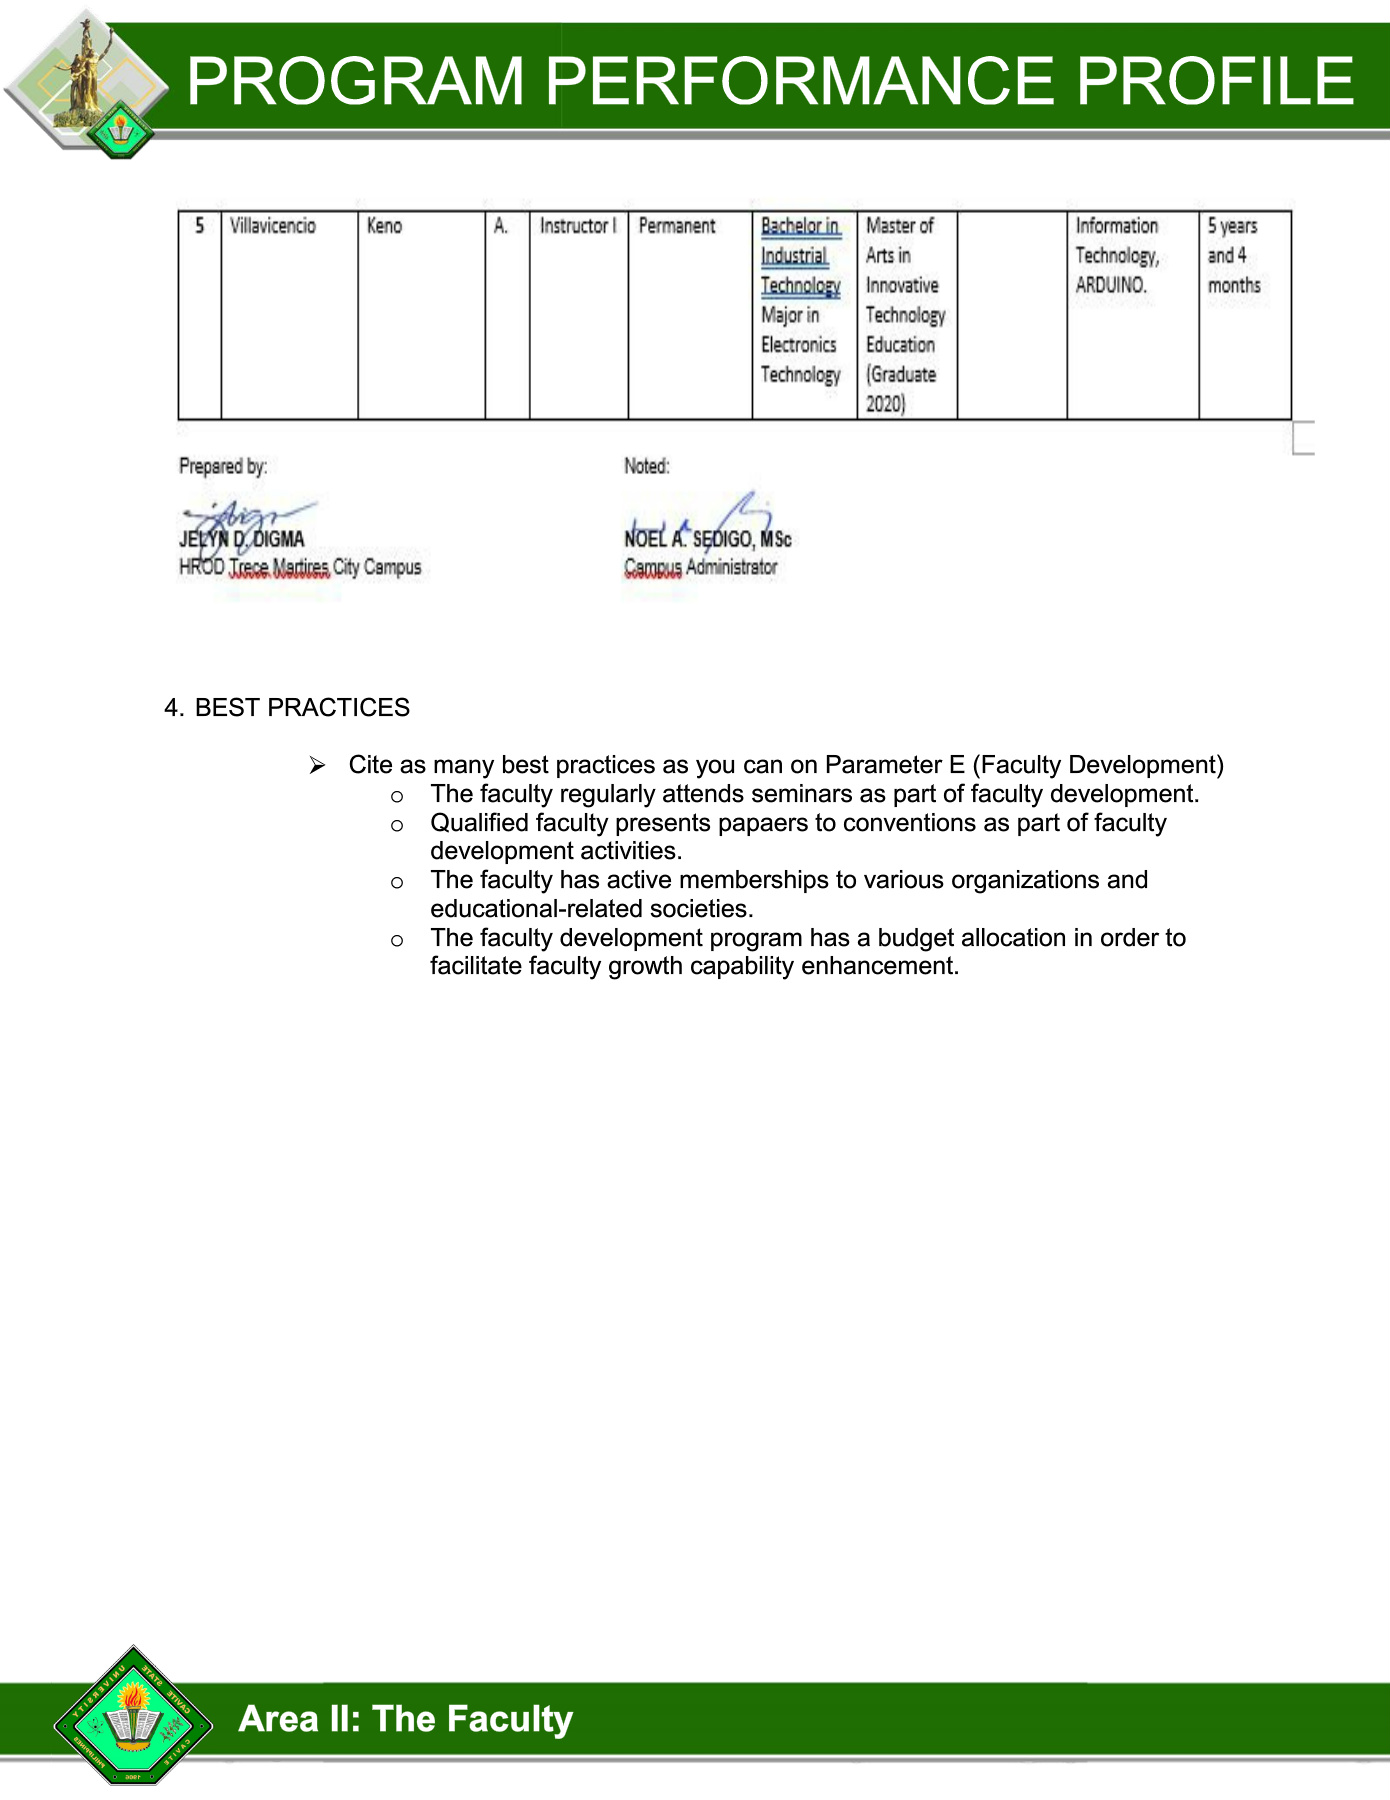 PROGRAM PERFORMANCE PROFILE
5 Villavicencio Keno A. Instructor I Permanent Bachelor in Master of Information 5 years
Industrial Arts in Technology, and 4
Technology Innovative ARDUINO. months
Major in Technology
Electronics Education
Technology (Graduate
2020)
Prepared by: Noted:
JELYN D. DIGMA NOEL A. SEDIGO, MSc
HROD Trece Martires City Campus Campus Administrator
4. BEST PRACTICES
➢ Cite as many best practices as you can on Parameter E (Faculty Development)
o The faculty regularly attends seminars as part of faculty development.
o Qualified faculty presents papaers to conventions as part of faculty
development activities.
o The faculty has active memberships to various organizations and
educational-related societies.
o The faculty development program has a budget allocation in order to
facilitate faculty growth capability enhancement.
CAVITE STATE UNIVERSITY
CAVITE
PHILIPPINES
1906
Area II: The Faculty